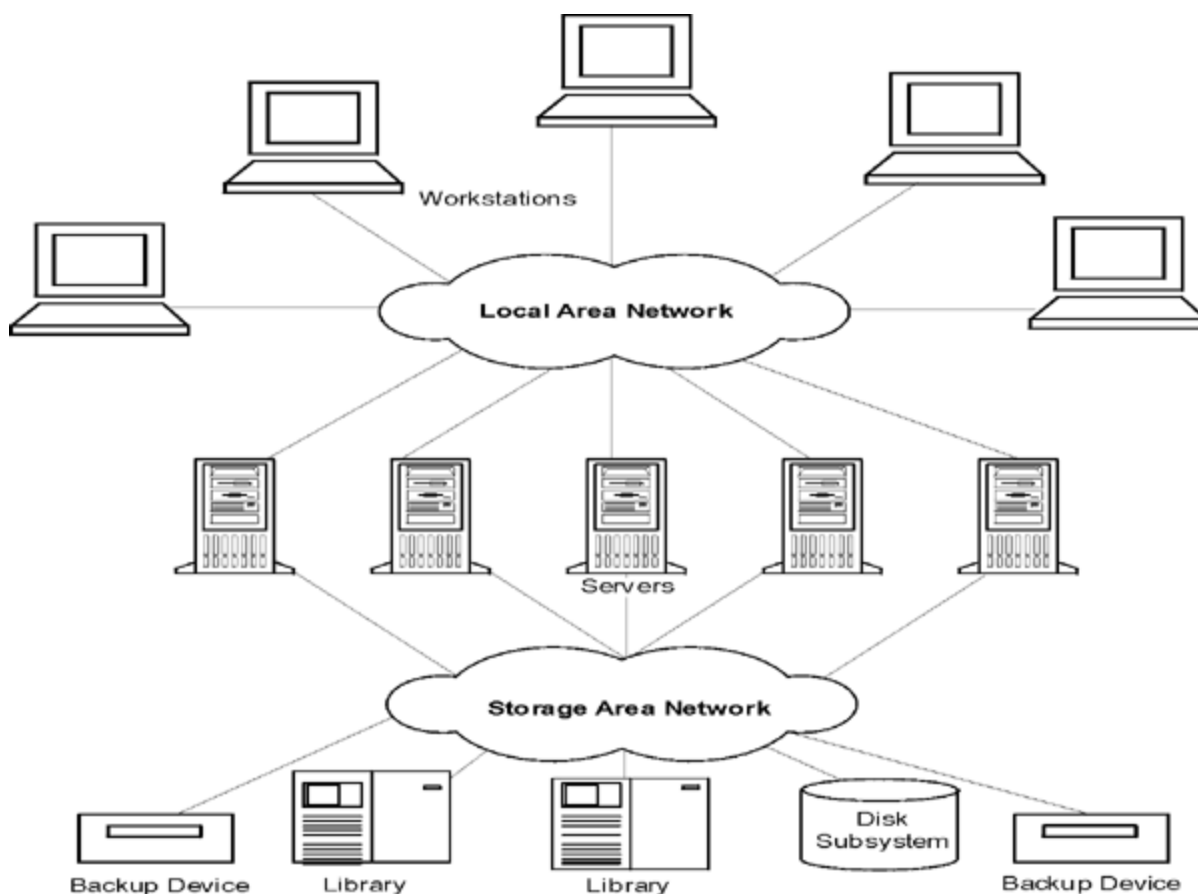 Workstations
Local Area Network
Servers
Storage Area Network
Disk
Subsystem
Backup Device
Library
Library
Backup Device